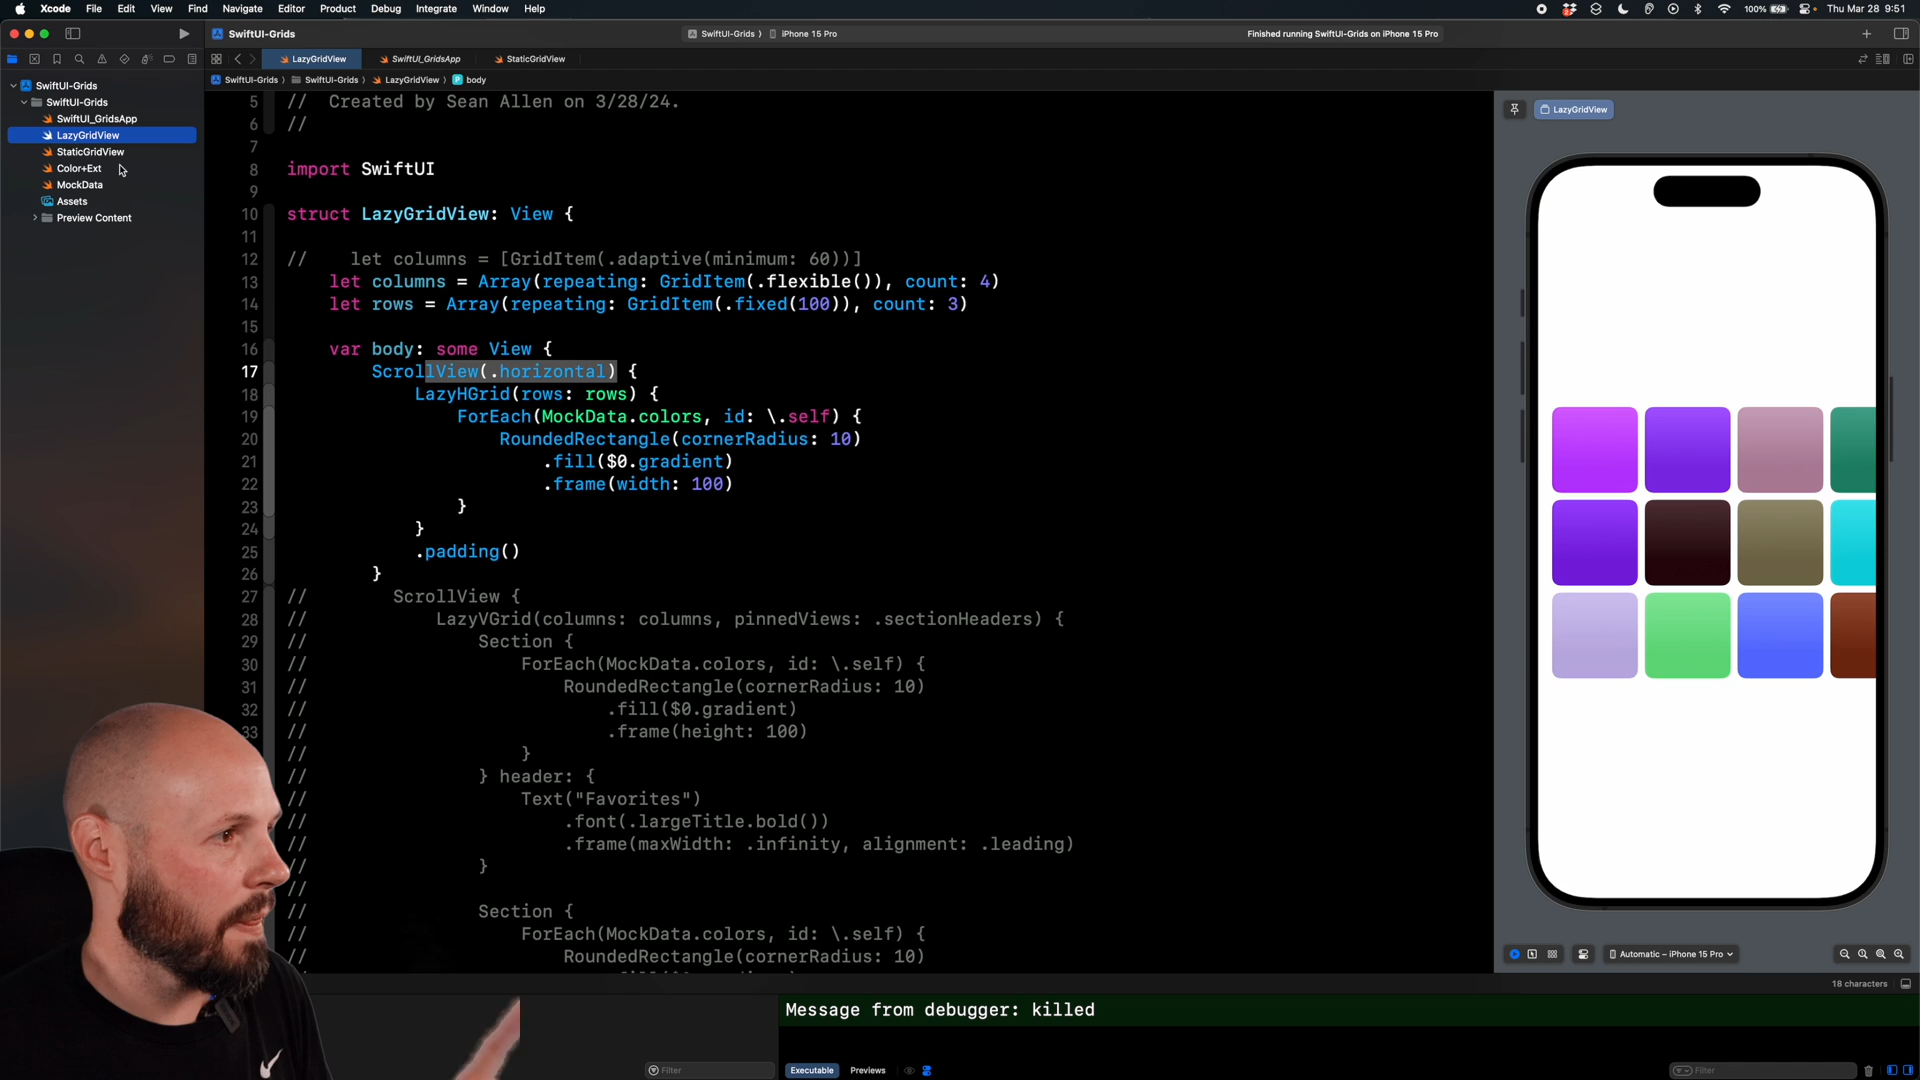 Xcode File Edit View Find Navigate Editor Product Debug Integrate Window Help 100% Thu Mar 28 9:51
SwiftUI-Grids SwiftUI-Grids iPhone 15 Pro Finished running SwiftUI-Grids on iPhone 15 Pro
LazyGridView SwiftUI_GridsApp StaticGridView
SwiftUI-Grids SwiftUI-Grids LazyGridView body
SwiftUI-Grids
SwiftUI-Grids
SwiftUI_GridsApp
LazyGridView
StaticGridView
Color+Ext
MockData
Assets
Preview Content
5 // Created by Sean Allen on 3/28/24.
6 //
7
8 import SwiftUI
9
10 struct LazyGridView: View {
11
12 // let columns = [GridItem(.adaptive(minimum: 60))]
13 let columns = Array(repeating: GridItem(.flexible()), count: 4)
14 let rows = Array(repeating: GridItem(.fixed(100)), count: 3)
15
16 var body: some View {
17 ScrollView(.horizontal) {
18 LazyHGrid(rows: rows) {
19 ForEach(MockData.colors, id: \.self) {
20 RoundedRectangle(cornerRadius: 10)
21 .fill($0.gradient)
22 .frame(width: 100)
23 }
24 }
25 .padding()
26 }
27 // ScrollView {
28 // LazyVGrid(columns: columns, pinnedViews: .sectionHeaders) {
29 // Section {
30 // ForEach(MockData.colors, id: \.self) {
31 // RoundedRectangle(cornerRadius: 10)
32 // .fill($0.gradient)
33 // .frame(height: 100)
// }
// } header: {
// Text("Favorites")
// .font(.largeTitle.bold())
// .frame(maxWidth: .infinity, alignment: .leading)
// }
//
// Section {
// ForEach(MockData.colors, id: \.self) {
// RoundedRectangle(cornerRadius: 10)
LazyGridView
Automatic – iPhone 15 Pro
18 characters
Message from debugger: killed
Filter Executable Previews Filter